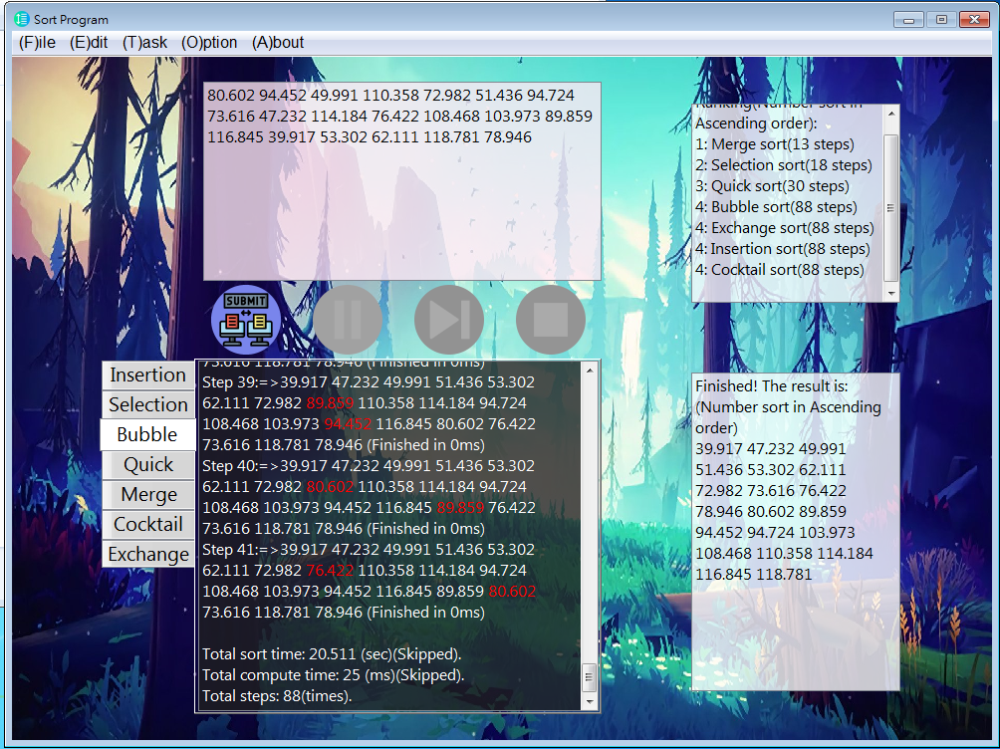 Sort Program
(F)ile (E)dit (T)ask (O)ption (A)bout
80.602 94.452 49.991 110.358 72.982 51.436 94.724
73.616 47.232 114.184 76.422 108.468 103.973 89.859
116.845 39.917 53.302 62.111 118.781 78.946
Ranking(Number sort in
Ascending order):
1: Merge sort(13 steps)
2: Selection sort(18 steps)
3: Quick sort(30 steps)
4: Bubble sort(88 steps)
4: Exchange sort(88 steps)
4: Insertion sort(88 steps)
4: Cocktail sort(88 steps)
SUBMIT
Insertion
Selection
Bubble
Quick
Merge
Cocktail
Exchange
73.616 118.781 78.946 (Finished in 0ms)
Step 39:=>39.917 47.232 49.991 51.436 53.302
62.111 72.982 89.859 110.358 114.184 94.724
108.468 103.973 94.452 116.845 80.602 76.422
73.616 118.781 78.946 (Finished in 0ms)
Step 40:=>39.917 47.232 49.991 51.436 53.302
62.111 72.982 80.602 110.358 114.184 94.724
108.468 103.973 94.452 116.845 89.859 76.422
73.616 118.781 78.946 (Finished in 0ms)
Step 41:=>39.917 47.232 49.991 51.436 53.302
62.111 72.982 76.422 110.358 114.184 94.724
108.468 103.973 94.452 116.845 89.859 80.602
73.616 118.781 78.946 (Finished in 0ms)
Total sort time: 20.511 (sec)(Skipped).
Total compute time: 25 (ms)(Skipped).
Total steps: 88(times).
Finished! The result is:
(Number sort in Ascending
order)
39.917 47.232 49.991
51.436 53.302 62.111
72.982 73.616 76.422
78.946 80.602 89.859
94.452 94.724 103.973
108.468 110.358 114.184
116.845 118.781